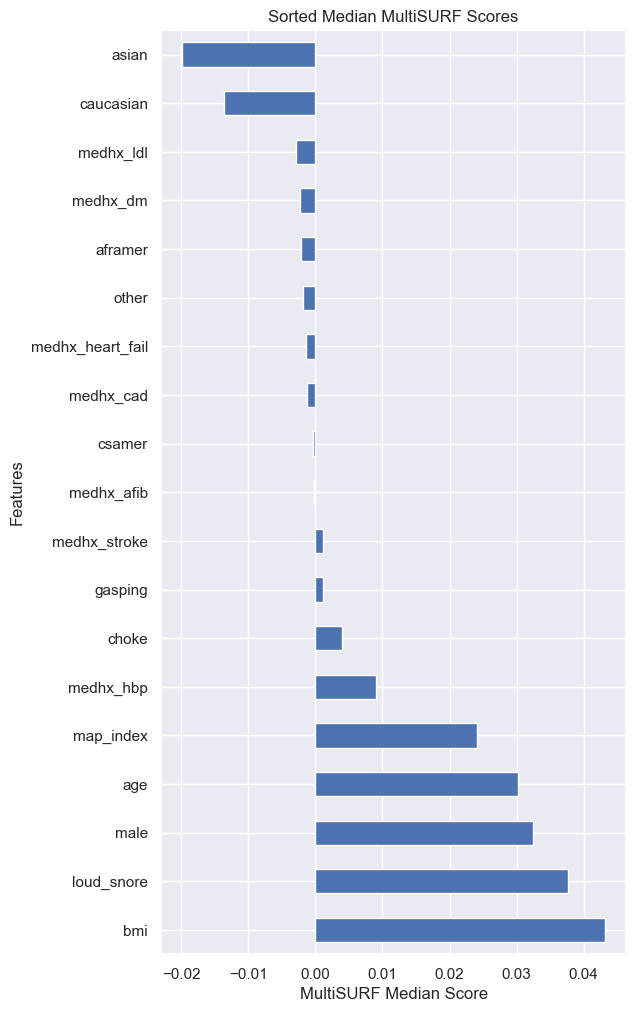 Sorted Median MultiSURF Scores
asian
caucasian
medhx_ldl
medhx_dm
aframer
other
medhx_heart_fail
medhx_cad
csamer
medhx_afib
medhx_stroke
gasping
choke
medhx_hbp
map_index
age
male
loud_snore
bmi
Features
−0.02 −0.01 0.00 0.01 0.02 0.03 0.04
MultiSURF Median Score